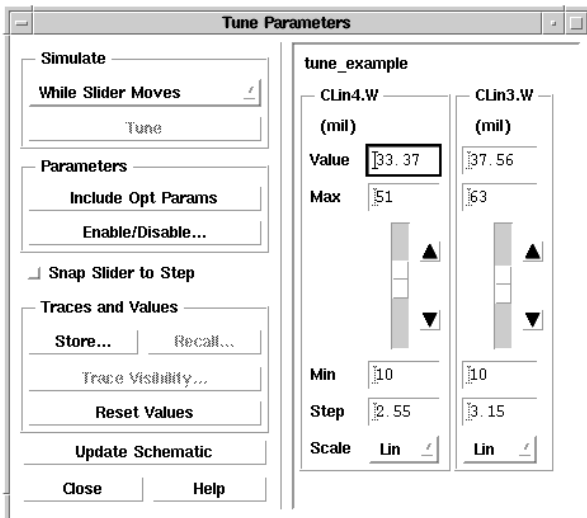 Tune Parameters
Simulate
While Slider Moves
Tune
Parameters
Include Opt Params
Enable/Disable...
Snap Slider to Step
Traces and Values
Store... Recall...
Trace Visibility...
Reset Values
Update Schematic
Close Help
tune_example
CLin4.W CLin3.W
(mil) (mil)
Value 33.37 37.56
Max 51 63
Min 10 10
Step 2.55 3.15
Scale Lin Lin